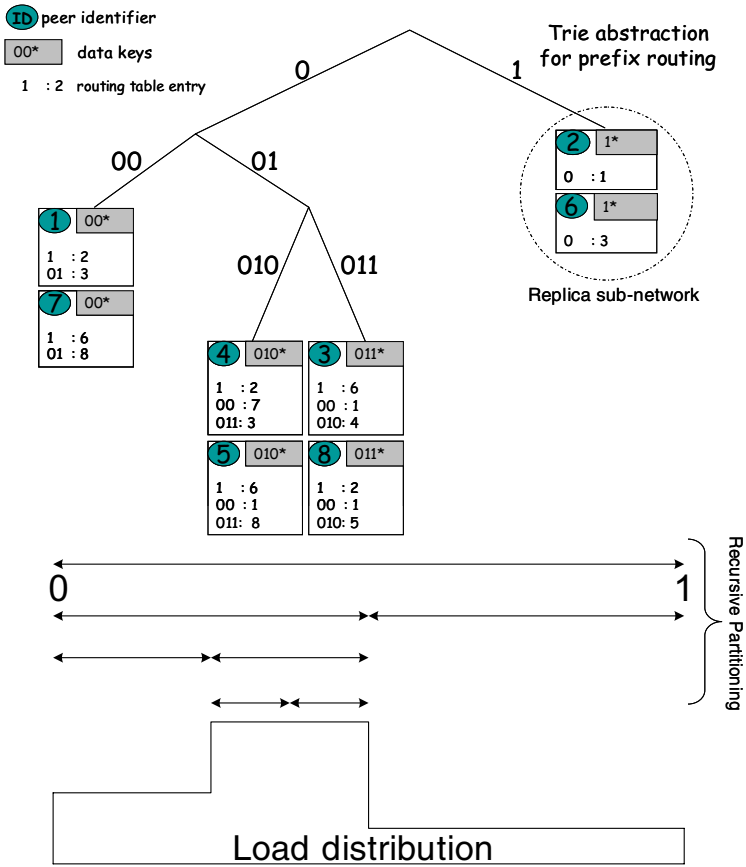 ID peer identifier
00* data keys
1 : 2 routing table entry
Trie abstraction
for prefix routing
0
1
00
01
2 1*
0 : 1
6 1*
0 : 3
Replica sub-network
1 00*
1 : 2
01 : 3
7 00*
1 : 6
01 : 8
010
011
4 010*
1 : 2
00 : 7
011: 3
3 011*
1 : 6
00 : 1
010: 4
5 010*
1 : 6
00 : 1
011: 8
8 011*
1 : 2
00 : 1
010: 5
0
1
Recursive Partitioning
Load distribution